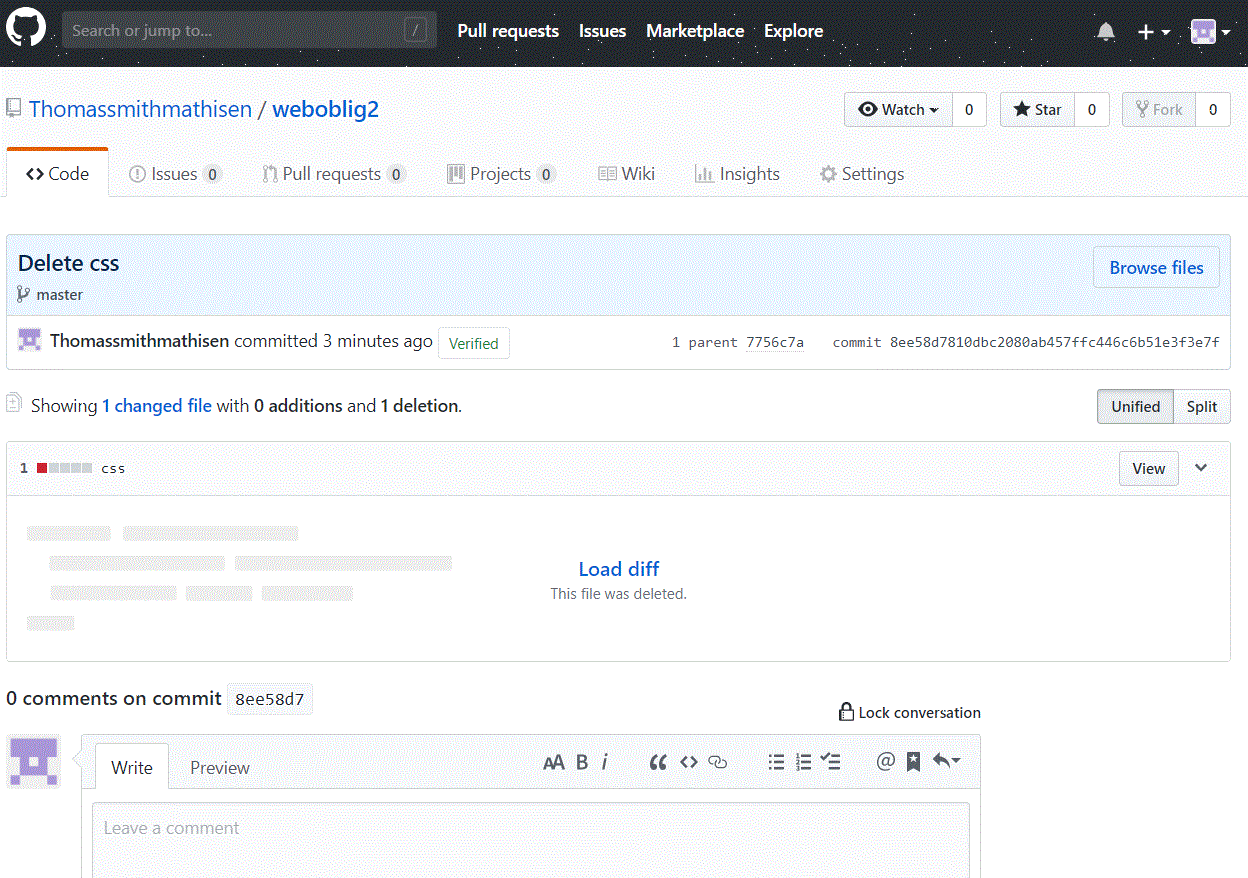 Search or jump to... / Pull requests Issues Marketplace Explore
Thomassmithmathisen / weboblig2 Watch 0 Star 0 Fork 0
Code Issues 0 Pull requests 0 Projects 0 Wiki Insights Settings
Delete css Browse files
master
Thomassmithmathisen committed 3 minutes ago Verified 1 parent 7756c7a commit 8ee58d7810dbc2080ab457ffc446c6b51e3f3e7f
Showing 1 changed file with 0 additions and 1 deletion. Unified Split
1 css View
Load diff
This file was deleted.
0 comments on commit 8ee58d7
Lock conversation
Write Preview AA B i “ <> @
Leave a comment